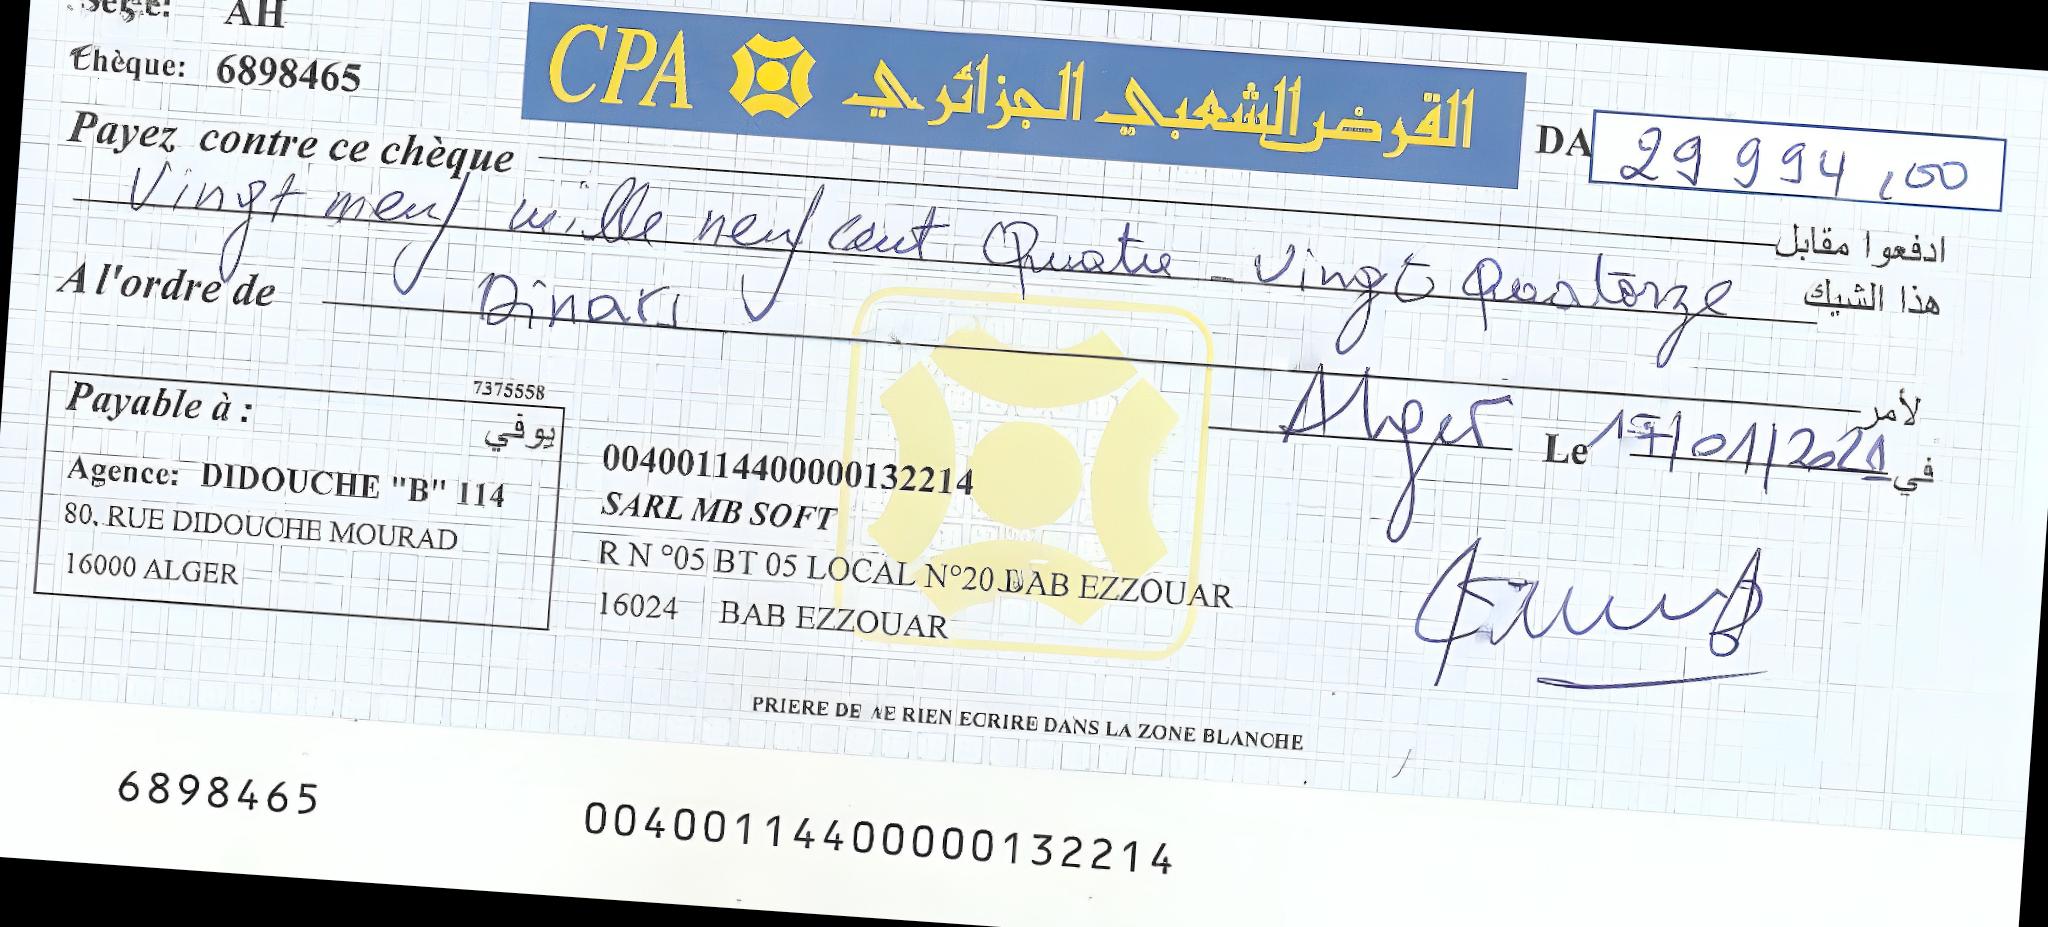 Série: AH
Chèque: 6898465
CPA القرض الشعبي الجزائري
DA 29 994,00
Payez contre ce chèque
ادفعوا مقابل
Vingt neuf mille neuf cent Quatre-vingt Quatorze
هذا الشيك
Dinars
A l'ordre de
لأمر
Alger Le 17/01/2021 في
Payable à :
7375558
يوفي
Agence: DIDOUCHE "B" 114
80, RUE DIDOUCHE MOURAD
16000 ALGER
00400114400000132214
SARL MB SOFT
R N °05 BT 05 LOCAL N°20 BAB EZZOUAR
16024 BAB EZZOUAR
PRIERE DE NE RIEN ECRIRE DANS LA ZONE BLANCHE
6898465 00400114400000132214